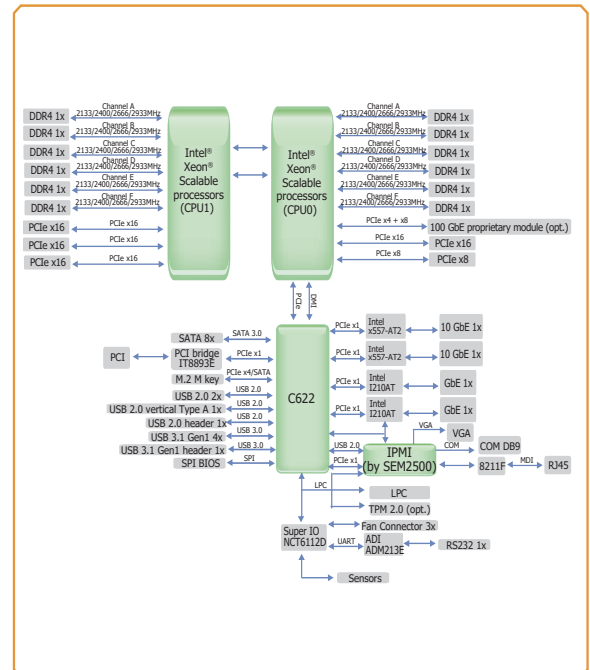 Channel A
DDR4 1x
2133/2400/2666/2933MHz
Channel B
DDR4 1x
2133/2400/2666/2933MHz
Channel C
DDR4 1x
2133/2400/2666/2933MHz
Channel D
DDR4 1x
2133/2400/2666/2933MHz
Channel E
DDR4 1x
2133/2400/2666/2933MHz
Channel F
DDR4 1x
2133/2400/2666/2933MHz
PCIe x16
PCIe x16
PCIe x16
PCIe x16
PCIe x16
PCIe x16
Intel®
Xeon®
Scalable
processors
(CPU1)
Intel®
Xeon®
Scalable
processors
(CPU0)
Channel A
2133/2400/2666/2933MHz
DDR4 1x
Channel B
2133/2400/2666/2933MHz
DDR4 1x
Channel C
2133/2400/2666/2933MHz
DDR4 1x
Channel D
2133/2400/2666/2933MHz
DDR4 1x
Channel E
2133/2400/2666/2933MHz
DDR4 1x
Channel F
2133/2400/2666/2933MHz
DDR4 1x
PCIe x4 + x8
100 GbE proprietary module (opt.)
PCIe x16
PCIe x16
PCIe x8
PCIe x8
PCIe
DMI
SATA 8x
SATA 3.0
PCI
PCI bridge
IT8893E
PCIe x1
M.2 M key
PCIe x4/SATA
USB 2.0 2x
USB 2.0
USB 2.0 vertical Type A 1x
USB 2.0
USB 2.0 header 1x
USB 2.0
USB 3.1 Gen1 4x
USB 3.0
USB 3.1 Gen1 header 1x
USB 3.0
SPI BIOS
SPI
C622
PCIe x1
Intel
x557-AT2
10 GbE 1x
PCIe x1
Intel
x557-AT2
10 GbE 1x
PCIe x1
Intel
I210AT
GbE 1x
PCIe x1
Intel
I210AT
GbE 1x
VGA
VGA
USB 2.0
PCIe x1
IPMI
(by SEM2500)
COM
COM DB9
8211F
MDI
RJ45
LPC
LPC
TPM 2.0 (opt.)
Super IO
NCT6112D
Fan Connector 3x
UART
ADI
ADM213E
RS232 1x
Sensors